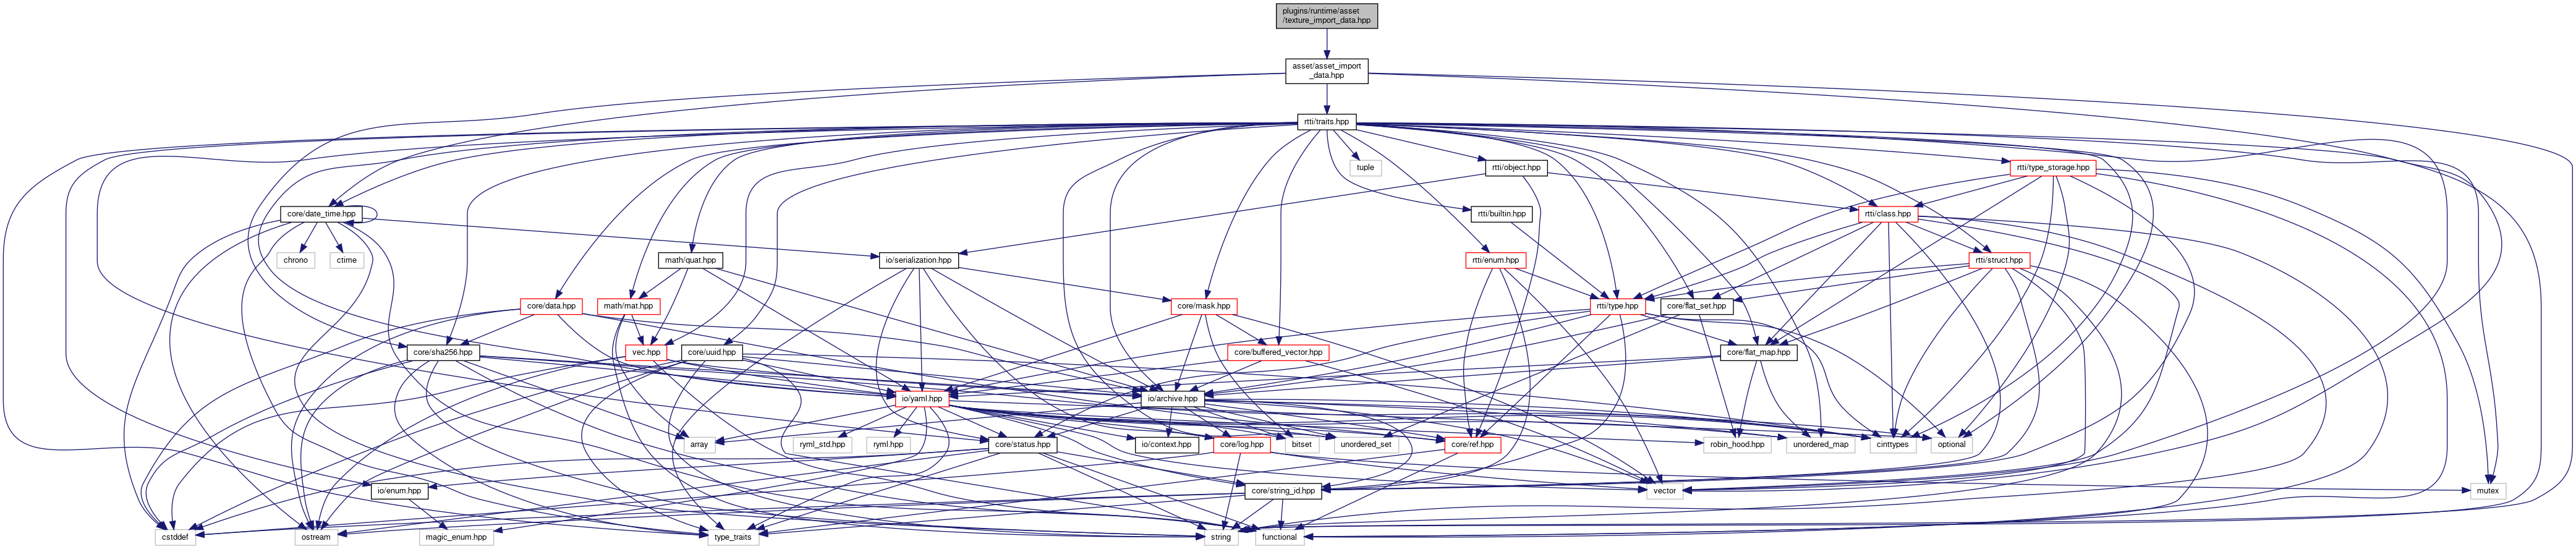 plugins/runtime/asset
/texture_import_data.hpp
asset/asset_import
_data.hpp
rtti/traits.hpp
tuple
rtti/object.hpp
rtti/type_storage.hpp
core/date_time.hpp
rtti/builtin.hpp
rtti/class.hpp
chrono
ctime
math/quat.hpp
io/serialization.hpp
rtti/enum.hpp
rtti/struct.hpp
core/data.hpp
math/mat.hpp
core/mask.hpp
rtti/type.hpp
core/flat_set.hpp
core/sha256.hpp
vec.hpp
core/uuid.hpp
core/buffered_vector.hpp
core/flat_map.hpp
io/yaml.hpp
io/archive.hpp
array
ryml_std.hpp
ryml.hpp
core/status.hpp
io/context.hpp
core/log.hpp
bitset
unordered_set
core/ref.hpp
robin_hood.hpp
unordered_map
cinttypes
optional
io/enum.hpp
core/string_id.hpp
vector
mutex
cstddef
ostream
magic_enum.hpp
type_traits
string
functional